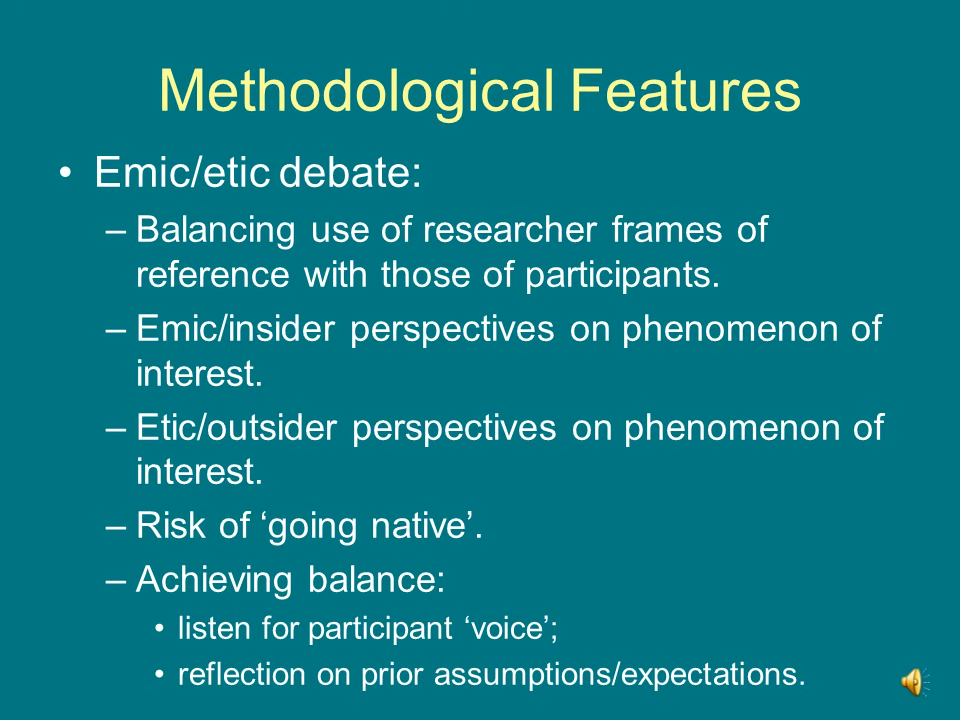 Methodological Features
• Emic/etic debate:
– Balancing use of researcher frames of
reference with those of participants.
– Emic/insider perspectives on phenomenon of
interest.
– Etic/outsider perspectives on phenomenon of
interest.
– Risk of ‘going native’.
– Achieving balance:
• listen for participant ‘voice’;
• reflection on prior assumptions/expectations.